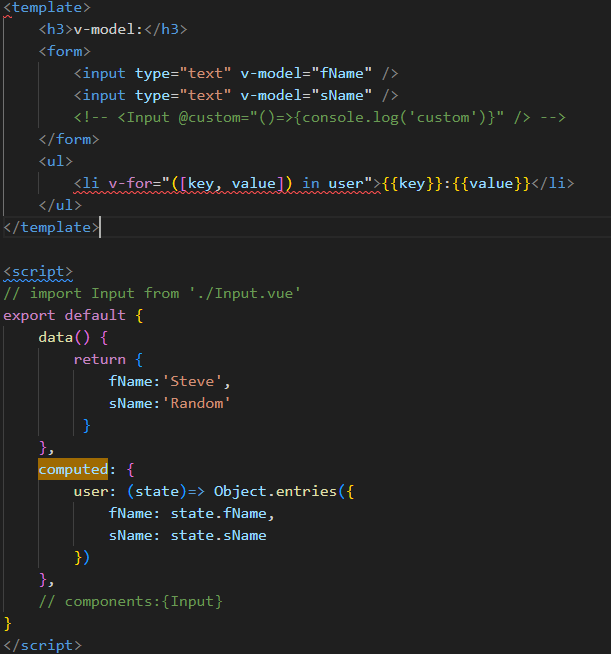 <template>
    <h3>v-model:</h3>
    <form>
        <input type="text" v-model="fName" />
        <input type="text" v-model="sName" />
        <!-- <Input @custom="()=>{console.log('custom')}" /> -->
    </form>
    <ul>
        <li v-for="([key, value]) in user">{{key}}:{{value}}</li>
    </ul>
</template>

<script>
// import Input from './Input.vue'
export default {
    data() {
        return {
            fName:'Steve',
            sName:'Random'
         }
    },
    computed: {
        user: (state)=> Object.entries({
            fName: state.fName,
            sName: state.sName
        })
    },
    // components:{Input}
}
</script>